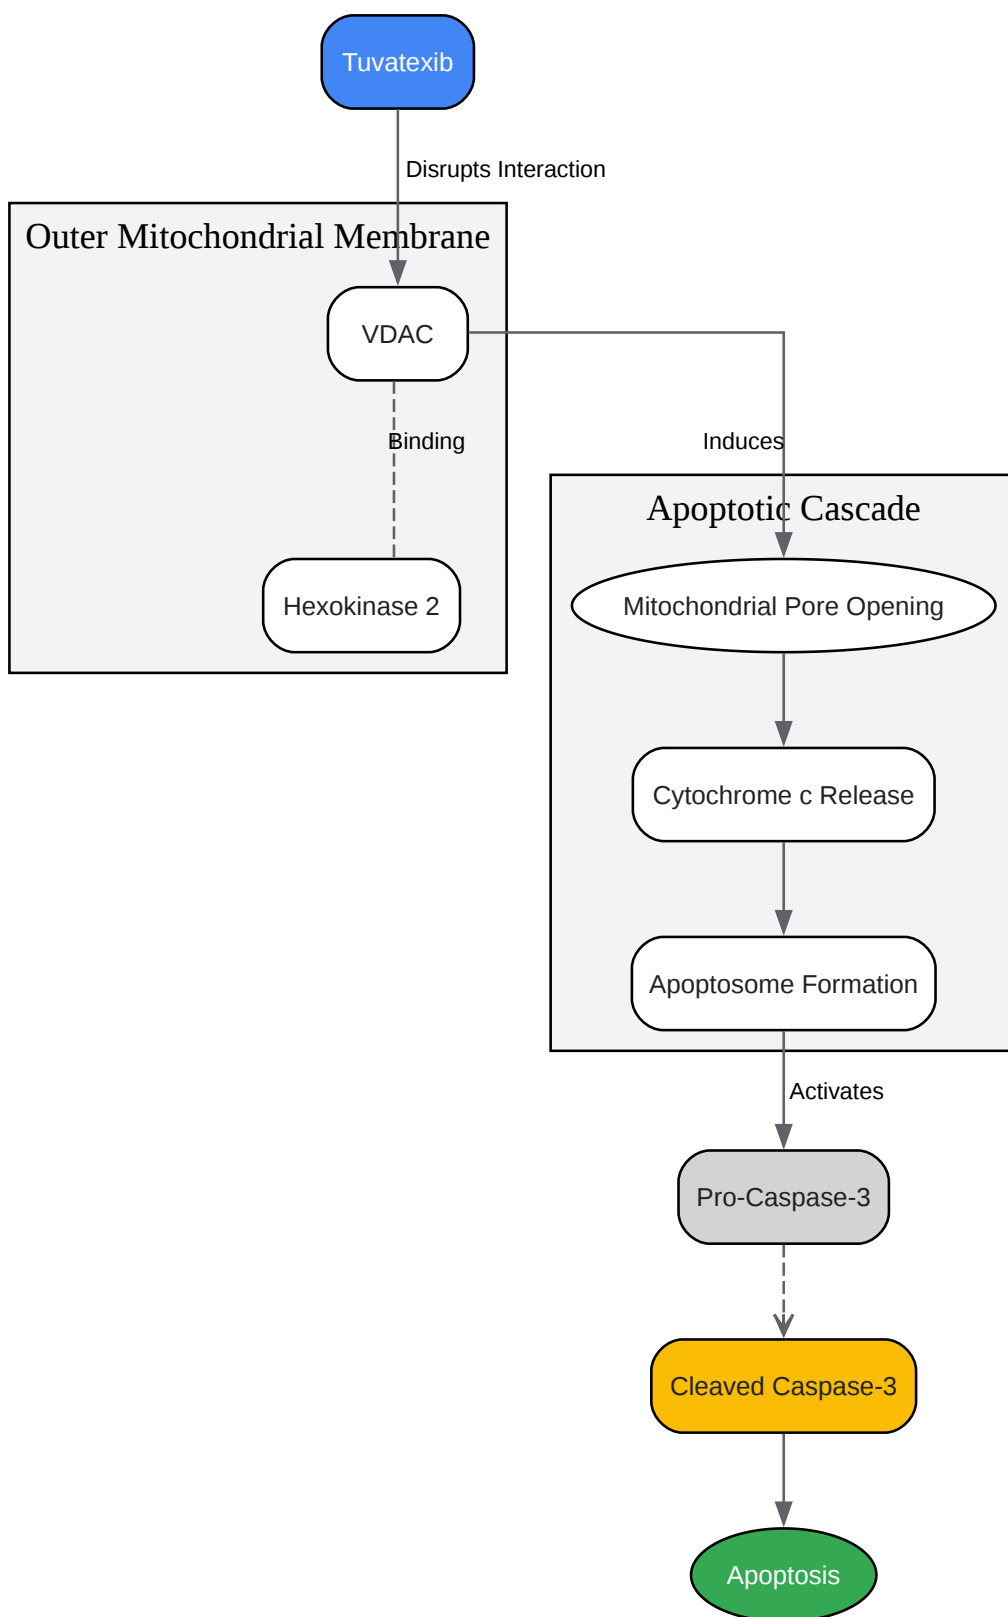 Tuvatexib
Disrupts Interaction
Outer Mitochondrial Membrane
VDAC
Binding
Hexokinase 2
Induces
Apoptotic Cascade
Mitochondrial Pore Opening
Cytochrome c Release
Apoptosome Formation
Activates
Pro-Caspase-3
Cleaved Caspase-3
Apoptosis